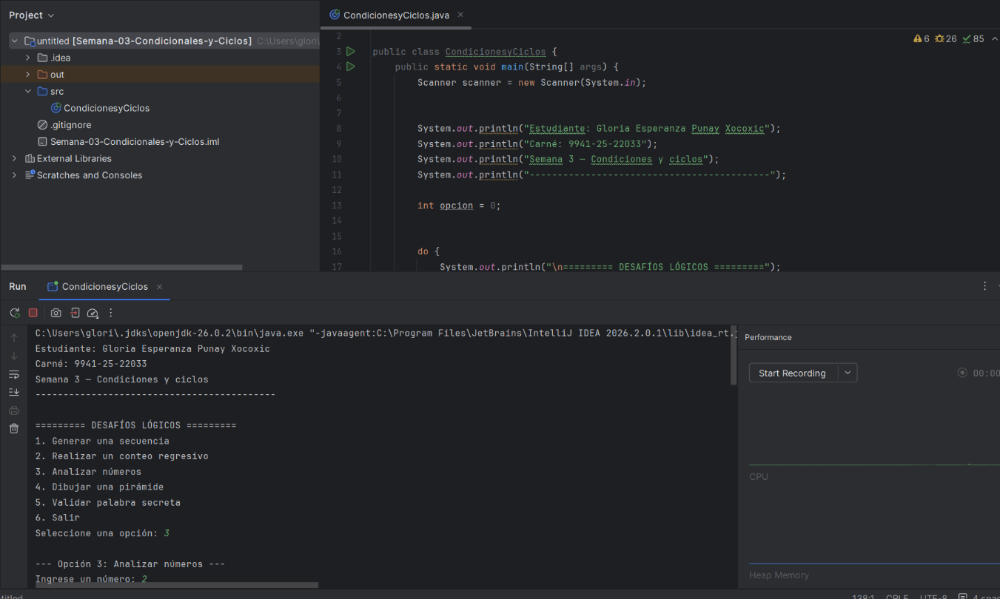 Project
untitled [Semana-03-Condicionales-y-Ciclos] C:\Users\glori\
.idea
out
src
CondicionesyCiclos
.gitignore
Semana-03-Condicionales-y-Ciclos.iml
External Libraries
Scratches and Consoles
CondicionesyCiclos.java
6 26 85
2
3 public class CondicionesyCiclos {
4 public static void main(String[] args) {
5 Scanner scanner = new Scanner(System.in);
6
7
8 System.out.println("Estudiante: Gloria Esperanza Punay Xocoxic");
9 System.out.println("Carné: 9941-25-22033");
10 System.out.println("Semana 3 – Condiciones y ciclos");
11 System.out.println("-------------------------------------------");
12
13 int opcion = 0;
14
15
16 do {
17 System.out.println("\n========= DESAFÍOS LÓGICOS =========");
Run CondicionesyCiclos
C:\Users\glori\.jdks\openjdk-26.0.2\bin\java.exe "-javaagent:C:\Program Files\JetBrains\IntelliJ IDEA 2026.2.0.1\lib\idea_rt.
Estudiante: Gloria Esperanza Punay Xocoxic
Carné: 9941-25-22033
Semana 3 – Condiciones y ciclos
-------------------------------------------
========= DESAFÍOS LÓGICOS =========
1. Generar una secuencia
2. Realizar un conteo regresivo
3. Analizar números
4. Dibujar una pirámide
5. Validar palabra secreta
6. Salir
Seleccione una opción: 3
--- Opción 3: Analizar números ---
Ingrese un número: 2
Performance
Start Recording
00:00
CPU
Heap Memory
138:1 CRLF UTF-8 4